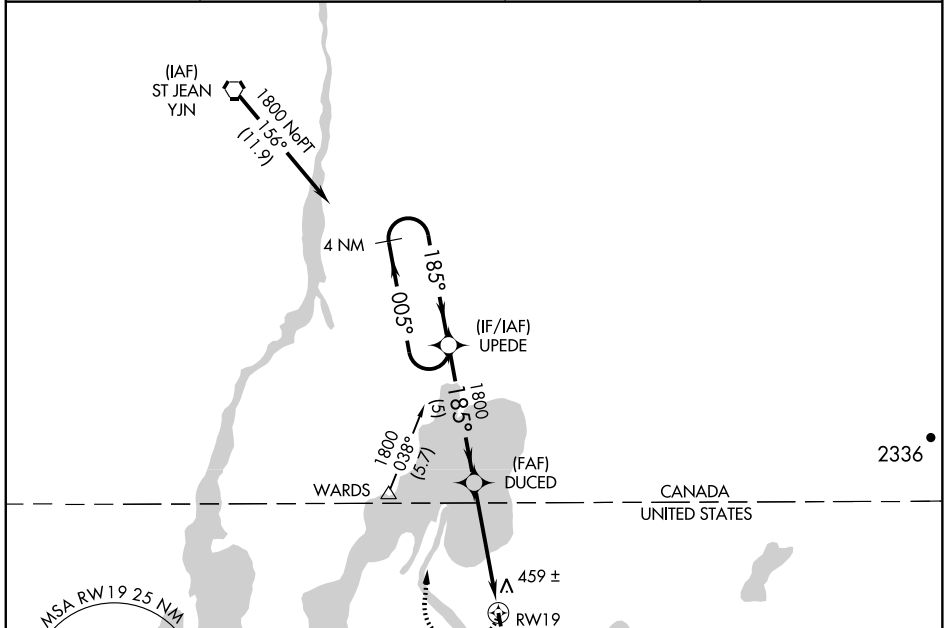 (IAF)
ST JEAN
YJN
1800 NoPT
156°
(11.9)
4 NM
185°
005°
(IF/IAF)
UPEDE
1800
185°
(5)
1800
038°
(5.7)
(FAF)
DUCED
2336
WARDS
CANADA
UNITED STATES
459 ±
MSA RW19 25 NM
RW19